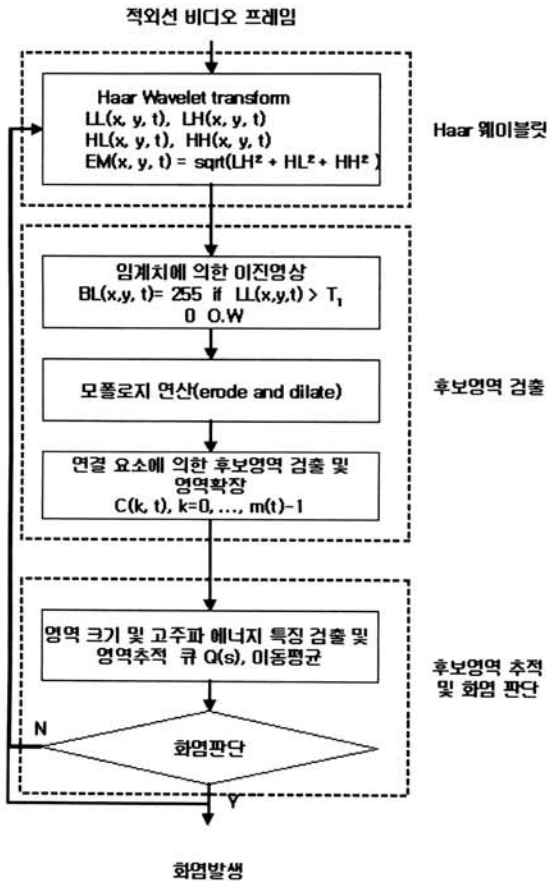 적외선 비디오 프레임
Haar Wavelet transform
LL(x, y, t), LH(x, y, t)
HL(x, y, t), HH(x, y, t)
EM(x, y, t) = sqrt(LH² + HL² + HH² )
Haar 웨이블릿
임계치에 의한 이진영상
BL(x,y, t)= 255 if LL(x,y,t) > T₁
0 O.W
모폴로지 연산(erode and dilate)
후보영역 검출
연결 요소에 의한 후보영역 검출 및
영역확장
C(k, t), k=0, ..., m(t)-1
영역 크기 및 고주파 에너지 특징 검출 및
영역추적 큐 Q(s), 이동평균
후보영역 추적
및 화염 판단
N
화염판단
Y
화염발생